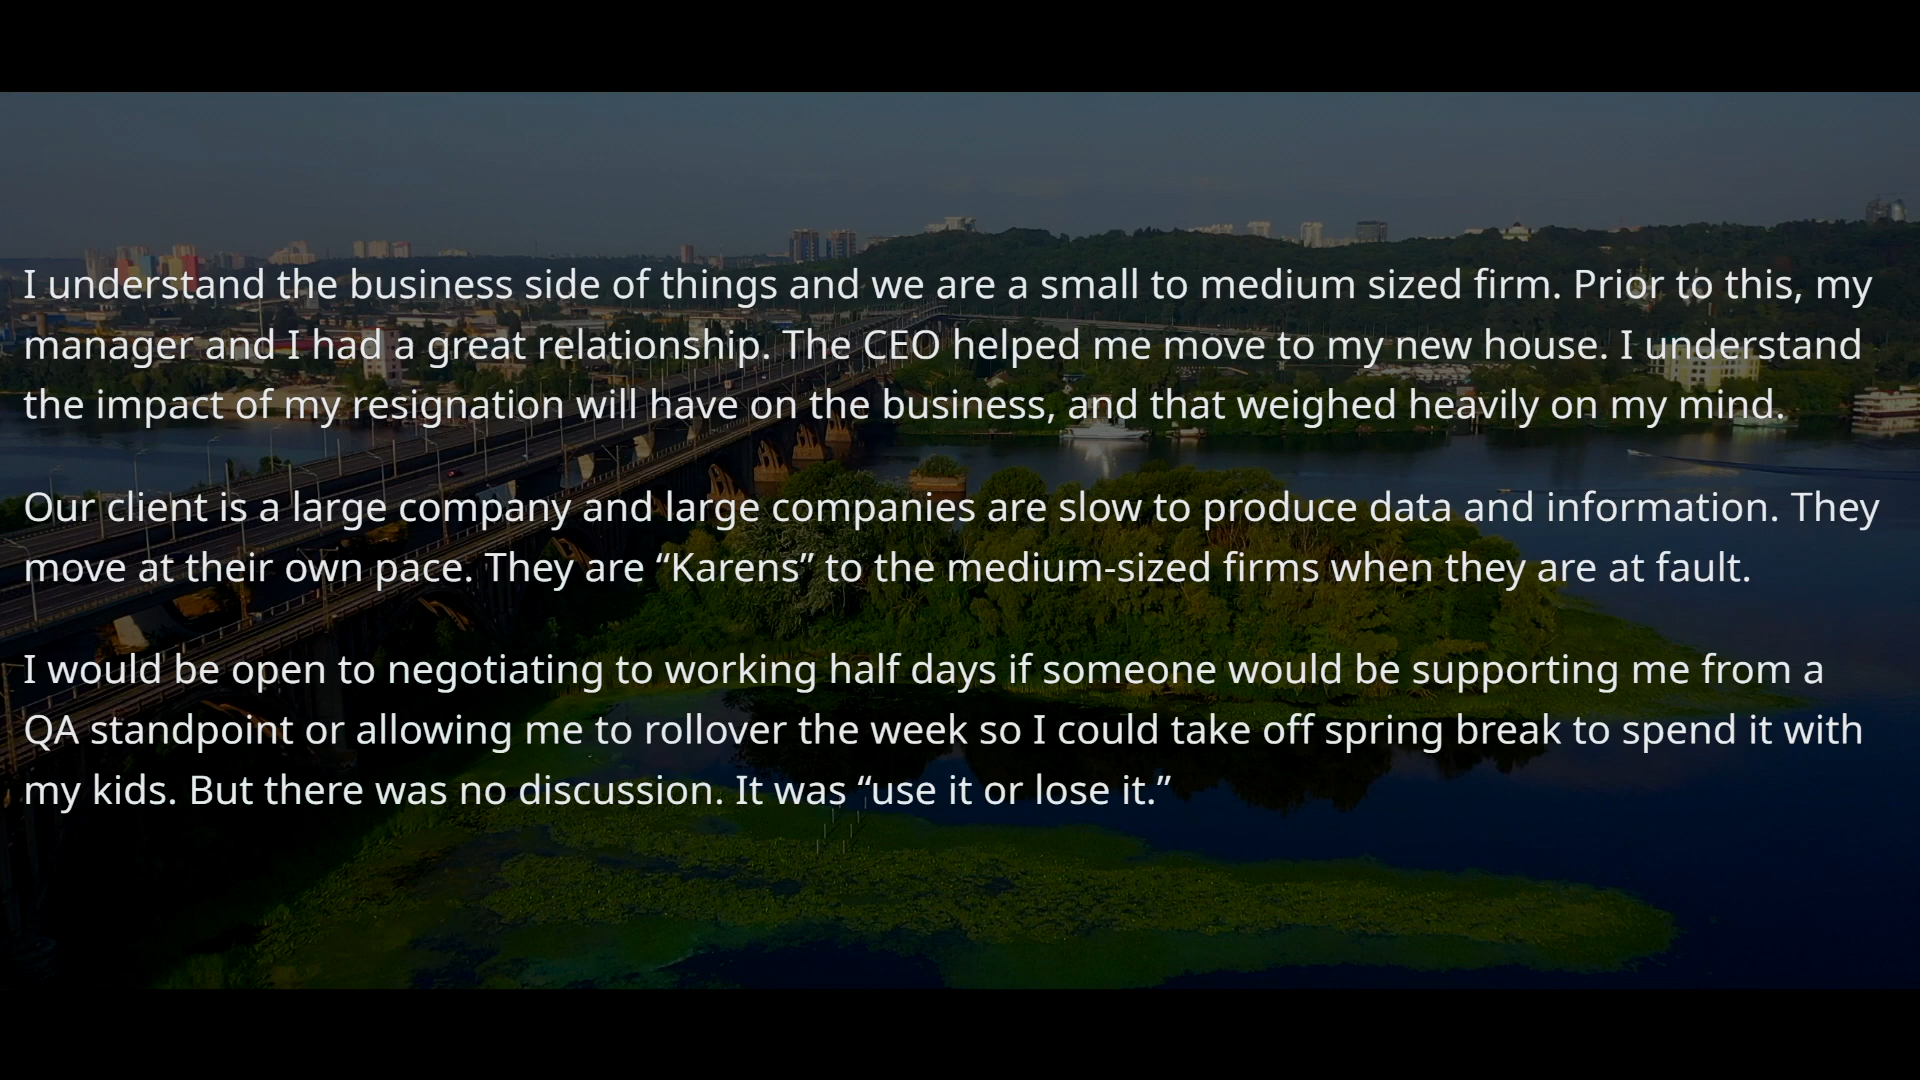 I understand the business side of things and we are a small to medium sized firm. Prior to this, my
manager and I had a great relationship. The CEO helped me move to my new house. I understand
the impact of my resignation will have on the business, and that weighed heavily on my mind.
Our client is a large company and large companies are slow to produce data and information. They
move at their own pace. They are “Karens” to the medium-sized firms when they are at fault.
I would be open to negotiating to working half days if someone would be supporting me from a
QA standpoint or allowing me to rollover the week so I could take off spring break to spend it with
my kids. But there was no discussion. It was “use it or lose it.”